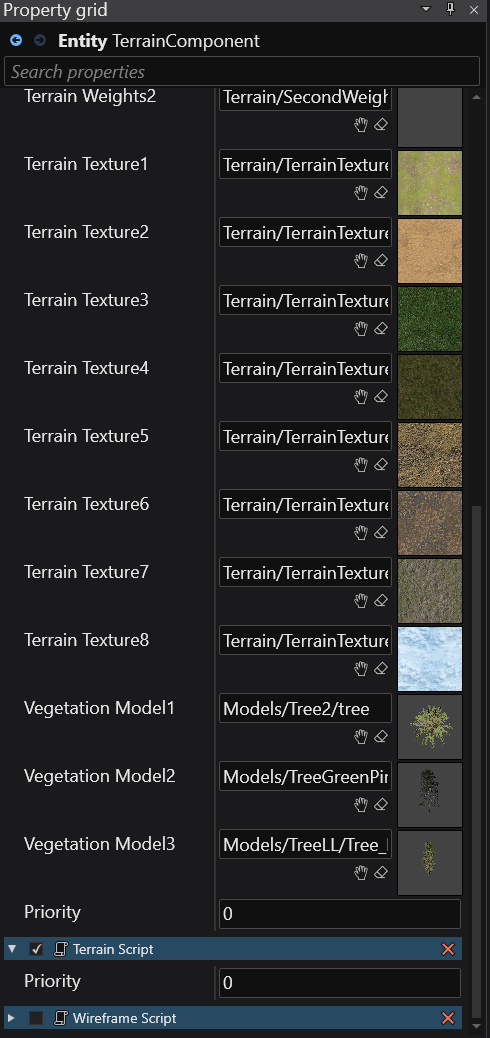 Property grid
Entity TerrainComponent
Search properties
Terrain Weights2 Terrain/SecondWeigh
Terrain Texture1 Terrain/TerrainTexture
Terrain Texture2 Terrain/TerrainTexture
Terrain Texture3 Terrain/TerrainTexture
Terrain Texture4 Terrain/TerrainTexture
Terrain Texture5 Terrain/TerrainTexture
Terrain Texture6 Terrain/TerrainTexture
Terrain Texture7 Terrain/TerrainTexture
Terrain Texture8 Terrain/TerrainTexture
Vegetation Model1 Models/Tree2/tree
Vegetation Model2 Models/TreeGreenPin
Vegetation Model3 Models/TreeLL/Tree_
Priority 0
Terrain Script
Priority 0
Wireframe Script